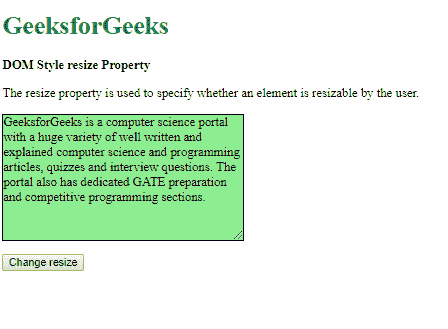 GeeksforGeeks
DOM Style resize Property
The resize property is used to specify whether an element is resizable by the user.
GeeksforGeeks is a computer science portal
with a huge variety of well written and
explained computer science and programming
articles, quizzes and interview questions. The
portal also has dedicated GATE preparation
and competitive programming sections.
Change resize